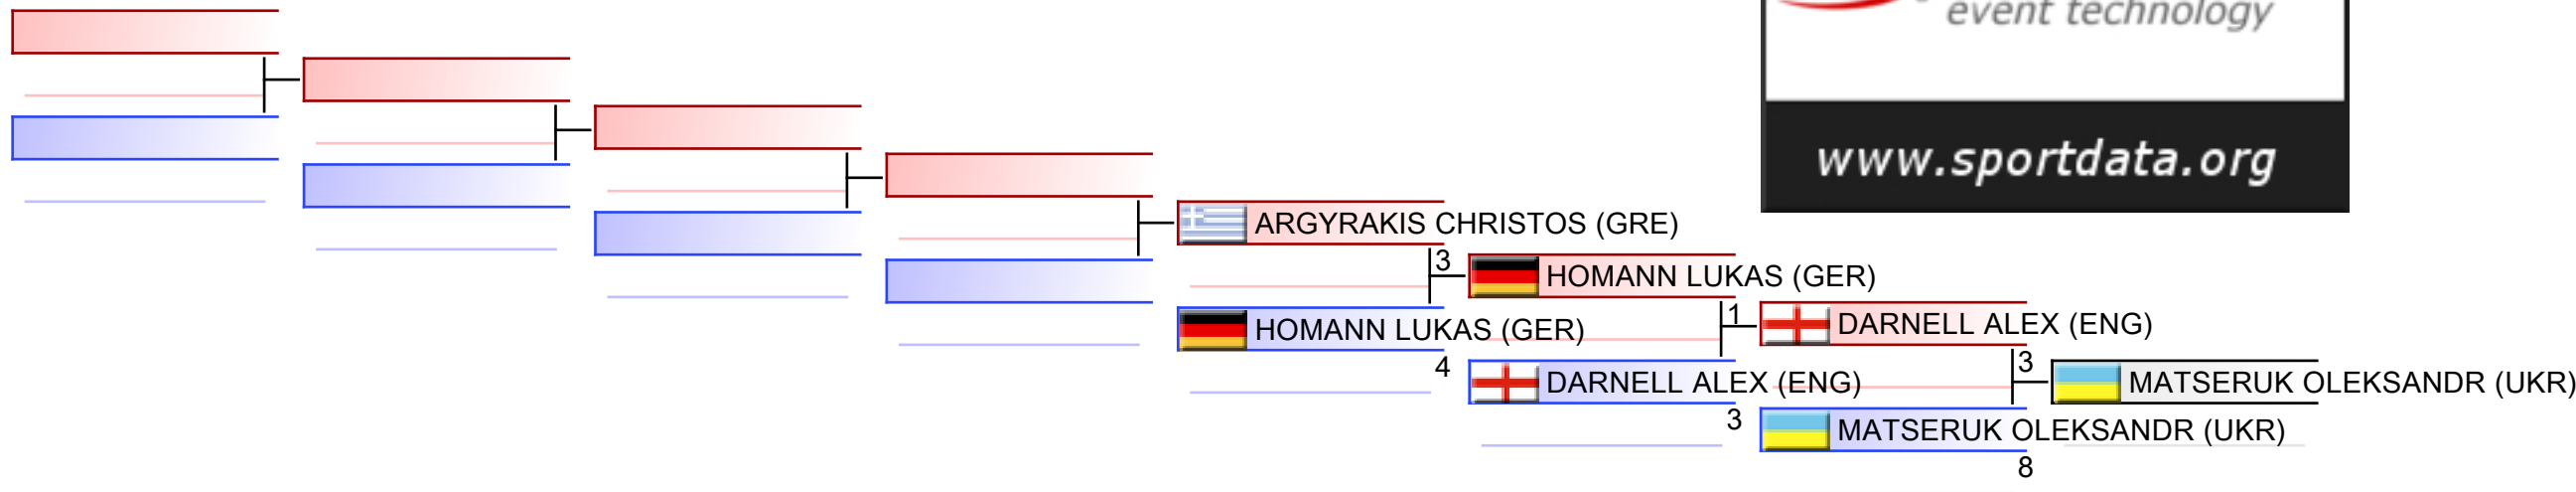 event technology
www.sportdata.org
ARGYRAKIS CHRISTOS (GRE)
3
HOMANN LUKAS (GER)
HOMANN LUKAS (GER)
4
1
DARNELL ALEX (ENG)
DARNELL ALEX (ENG)
3
3
MATSERUK OLEKSANDR (UKR)
MATSERUK OLEKSANDR (UKR)
8